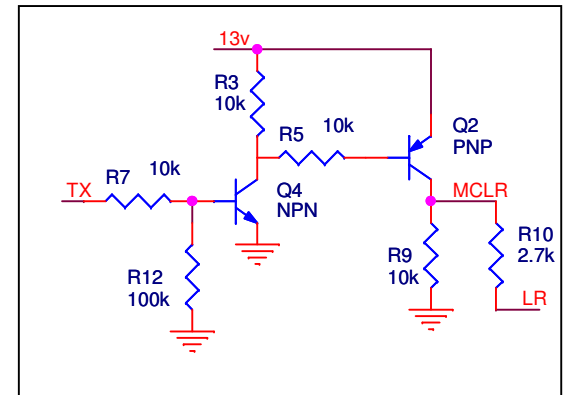 13v
R3
10k
R5
10k
Q2
PNP
R7
10k
TX
Q4
NPN
MCLR
R12
100k
R9
10k
R10
2.7k
LR